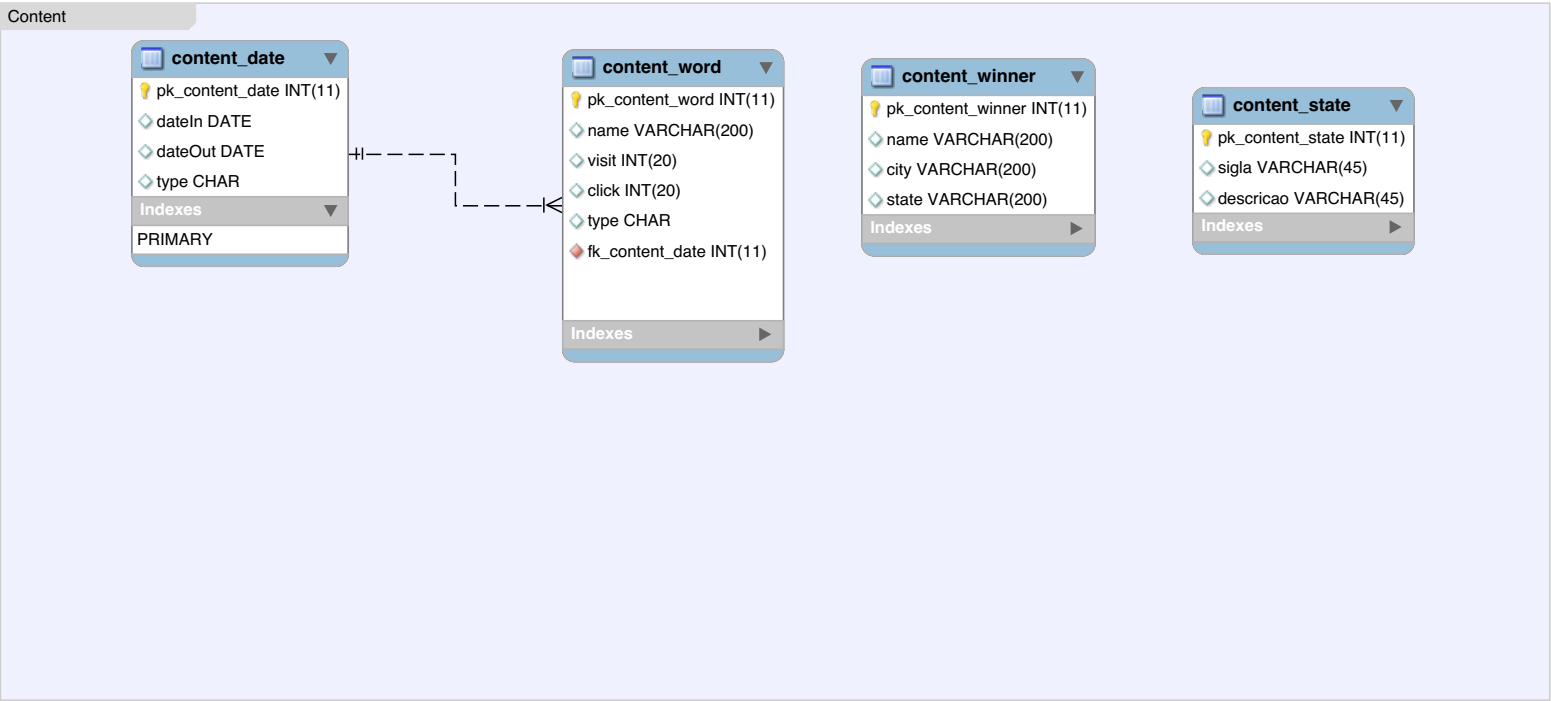 Content
content_date
pk_content_date INT(11)
dateIn DATE
dateOut DATE
type CHAR
Indexes
PRIMARY
content_word
pk_content_word INT(11)
name VARCHAR(200)
visit INT(20)
click INT(20)
type CHAR
fk_content_date INT(11)
Indexes
content_winner
pk_content_winner INT(11)
name VARCHAR(200)
city VARCHAR(200)
state VARCHAR(200)
Indexes
content_state
pk_content_state INT(11)
sigla VARCHAR(45)
descricao VARCHAR(45)
Indexes